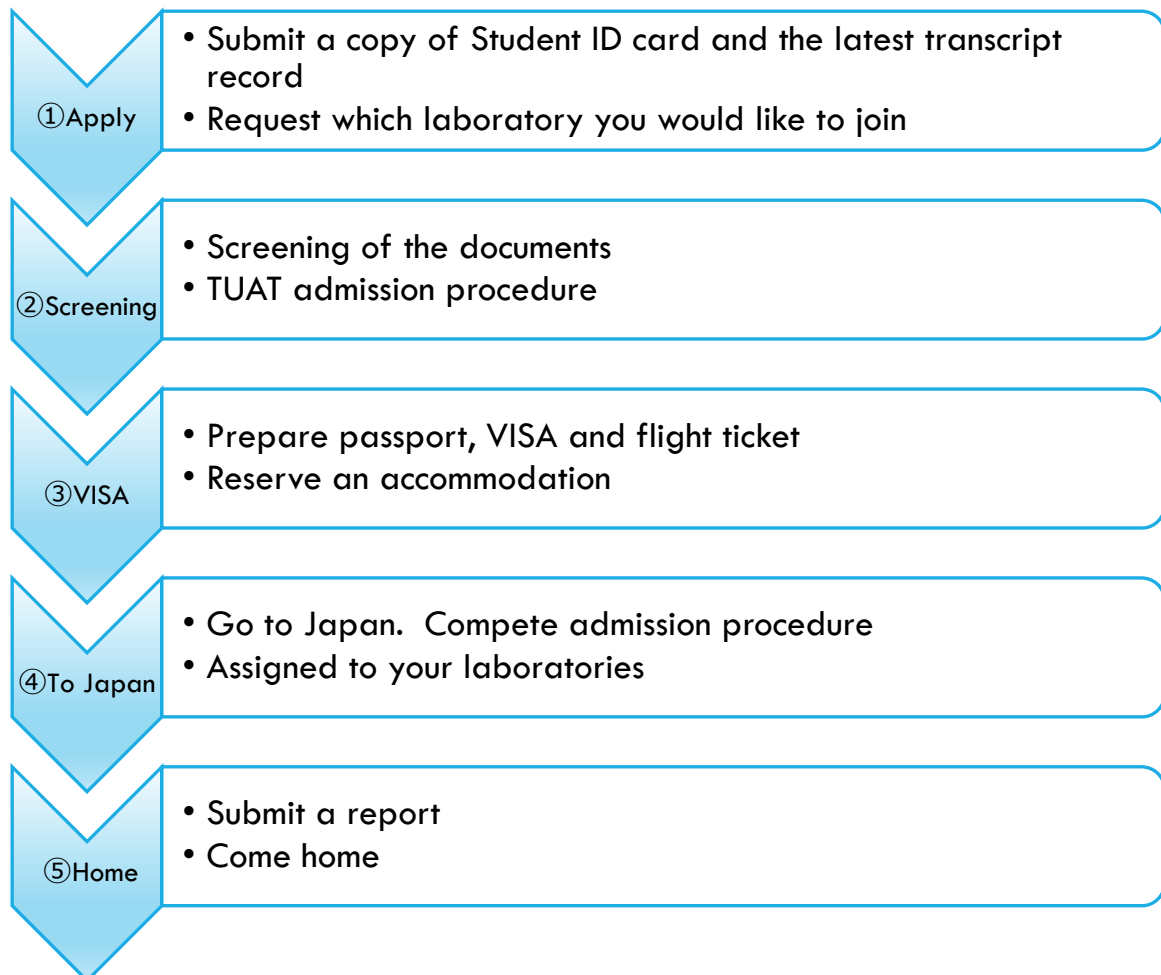 ①Apply
• Submit a copy of Student ID card and the latest transcript
record
• Request which laboratory you would like to join
②Screening
• Screening of the documents
• TUAT admission procedure
③VISA
• Prepare passport, VISA and flight ticket
• Reserve an accommodation
④To Japan
• Go to Japan.  Compete admission procedure
• Assigned to your laboratories
⑤Home
• Submit a report
• Come home